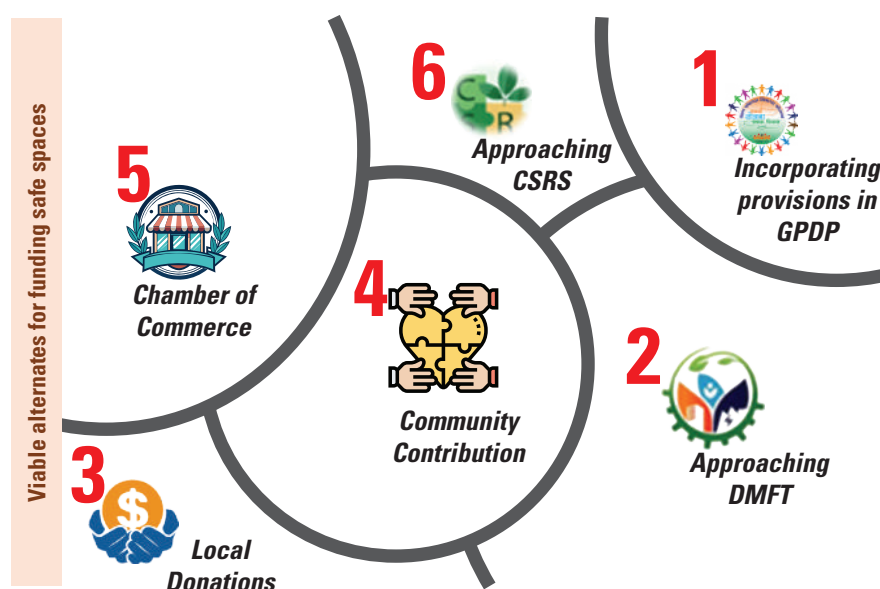 Viable alternates for funding safe spaces
1
Incorporating
provisions in
GPDP
2
Approaching
DMFT
3
Local
Donations
4
Community
Contribution
5
Chamber of
Commerce
6
C
R
Approaching
CSRS